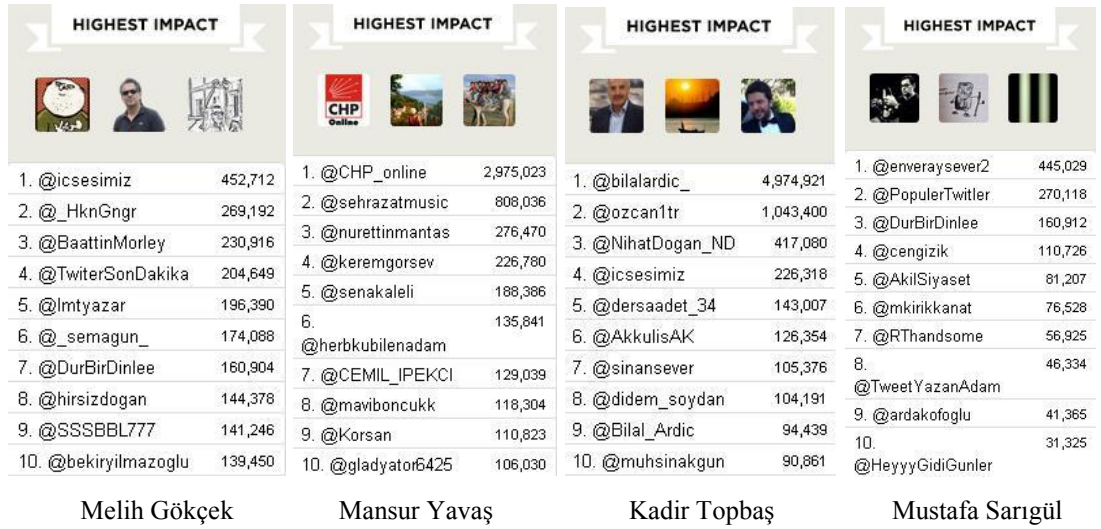 HIGHEST IMPACT
1. @icsesimiz 452,712
2. @_HknGngr 269,192
3. @BaattinMorley 230,916
4. @TwiterSonDakika 204,649
5. @Imtyazar 196,390
6. @_semagun_ 174,088
7. @DurBirDinlee 160,904
8. @hirsizdogan 144,378
9. @SSSBBL777 141,246
10. @bekiryilmazoglu 139,450
Melih Gökçek
HIGHEST IMPACT
CHP
Online
1. @CHP_online 2,975,023
2. @sehrazatmusic 808,036
3. @nurettinmantas 276,470
4. @keremgorsev 226,780
5. @senakaleli 188,386
6. 135,841
@herbkubilenadam
7. @CEMIL_IPEKCI 129,039
8. @maviboncukk 118,304
9. @Korsan 110,823
10. @gladyator6425 106,030
Mansur Yavaş
HIGHEST IMPACT
1. @bilalardic_ 4,974,921
2. @ozcan1tr 1,043,400
3. @NihatDogan_ND 417,080
4. @icsesimiz 226,318
5. @dersaadet_34 143,007
6. @AkkulisAK 126,354
7. @sinansever 105,376
8. @didem_soydan 104,191
9. @Bilal_Ardic 94,439
10. @muhsinakgun 90,861
Kadir Topbaş
HIGHEST IMPACT
1. @enveraysever2 445,029
2. @PopulerTwitler 270,118
3. @DurBirDinlee 160,912
4. @cengizik 110,726
5. @AkilSiyaset 81,207
6. @mkirikkanat 76,528
7. @RThandsome 56,925
8. 46,334
@TweetYazanAdam
9. @ardakofoglu 41,365
10. 31,325
@HeyyyGidiGunler
Mustafa Sarıgül